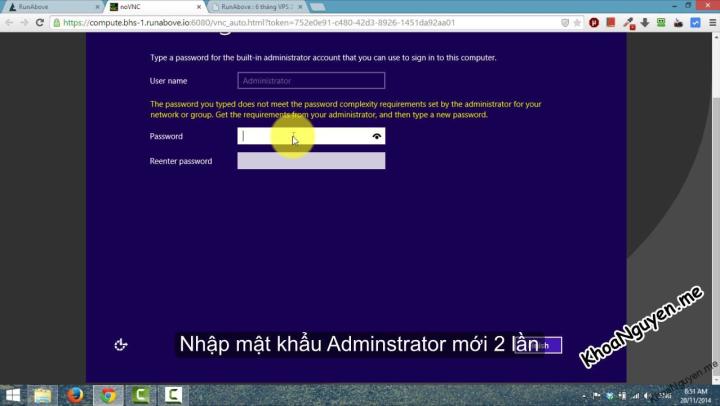 RunAbove
noVNC
RunAbove : 6 tháng VPS 2
https://compute.bhs-1.runabove.io:6080/vnc_auto.html?token=752e0e91-c480-42d3-8926-1451da92aa01
Type a password for the built-in administrator account that you can use to sign in to this computer.
User name
Administrator
The password you typed does not meet the password complexity requirements set by the administrator for your
network or group. Get the requirements from your administrator, and then type a new password.
Password
Reenter password
Nhập mật khẩu Adminstrator mới 2 lần
KhoaNguyen.me
ENG
6:51 AM
20/11/2014